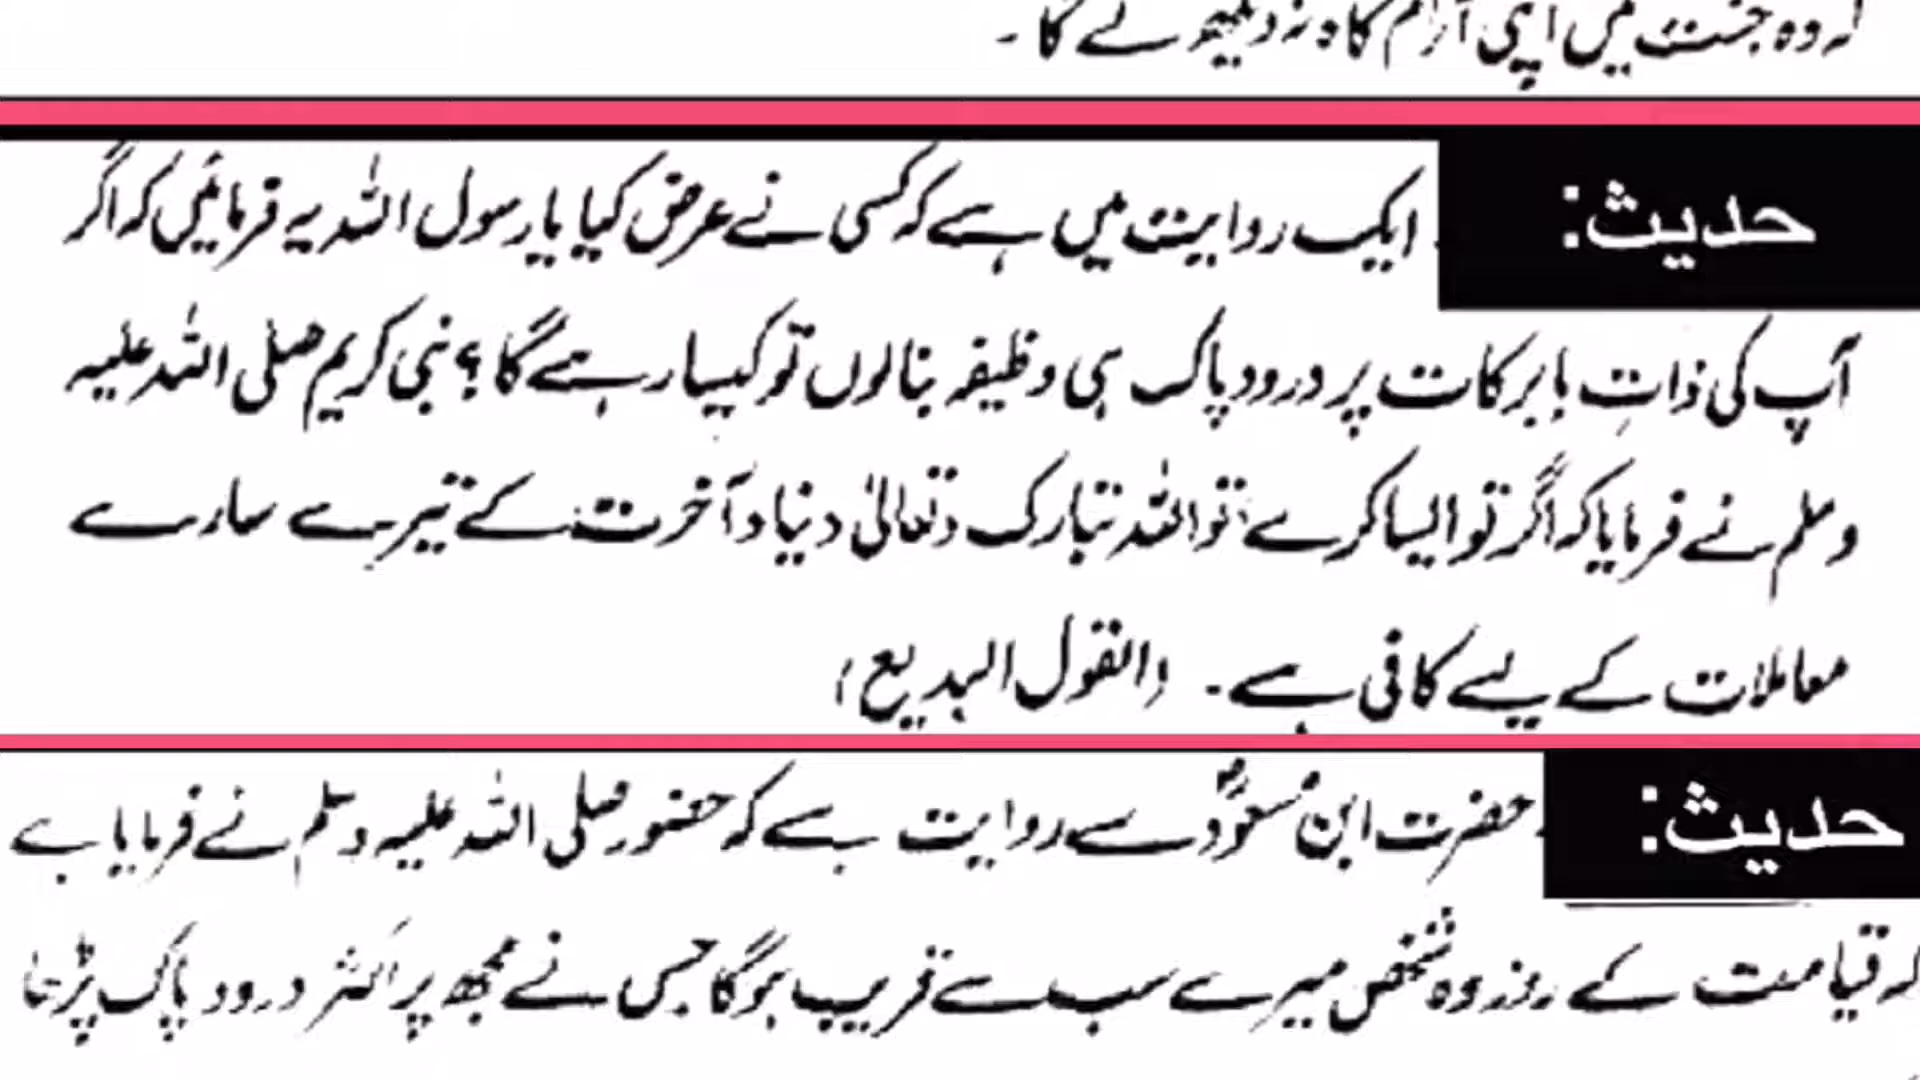 کہ وہ جنت میں اپنی آرام گاہ نہ دیکھ لے گا ۔
حدیث: ایک روایت میں ہے کہ کسی نے عرض کیا یا رسول اللہ یہ فرمائیں کہ اگر
آپ کی ذاتِ بابرکات پر درود پاک ہی وظیفہ بنا لوں تو کیسا رہے گا ؟ نبی کریم صلی اللہ علیہ
وسلم نے فرمایا کہ اگر تو ایسا کرے تو اللہ تبارک وتعالیٰ دنیا و آخرت کے تیرے سارے
معاملات کے لیے کافی ہے ۔ (القول البدیع)
حدیث: حضرت ابن مسعودؓ سے روایت ہے کہ حضور صلی اللہ علیہ وسلم نے فرمایا ہے
کہ قیامت کے روز وہ شخص میرے سب سے قریب ہوگا جس نے مجھ پر اکثر درود پاک پڑھا